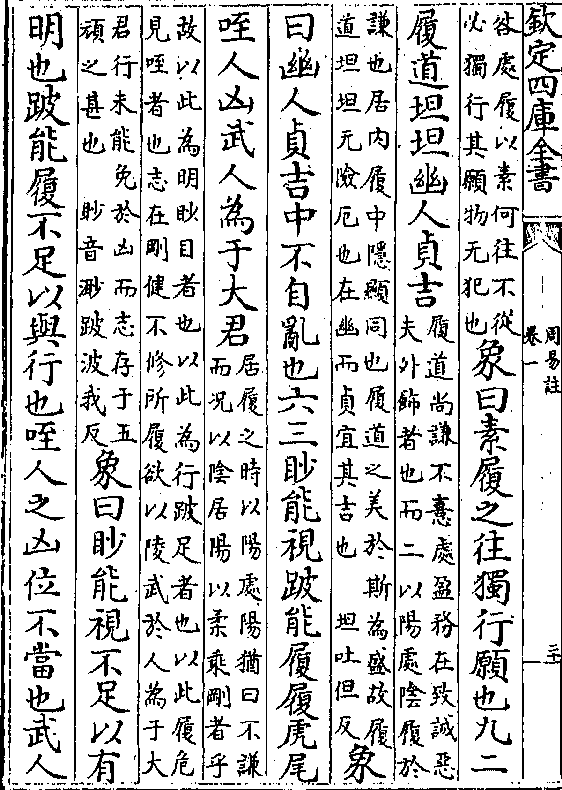 欽定四庫全書
周易註
卷一
三十
咎處履以素何往不從
必獨行其願物无犯也
象曰素履之往獨行願也九二
履道坦坦幽人貞吉
履道尚謙不憙處盈務在致誠惡
夫外飾者也而二以陽處陰履於
謙也居內履中隱顯同也履道之美於斯為盛故履
道坦坦无險厄也在幽而貞宜其吉也 坦吐但反
象
曰幽人貞吉中不自亂也六三眇能視跛能履履虎尾
咥人凶武人為于大君
居履之時以陽處陽猶曰不謙
而况以陰居陽以柔乘剛者乎
故以此為明眇目者也以此為行跛足者也以此履危
見咥者也志在剛健不修所履欲以陵武於人為于大
君行未能免於凶而志存于五
頑之甚也 眇音渺跛波我反
象曰眇能視不足以有
明也跛能履不足以與行也咥人之凶位不當也武人